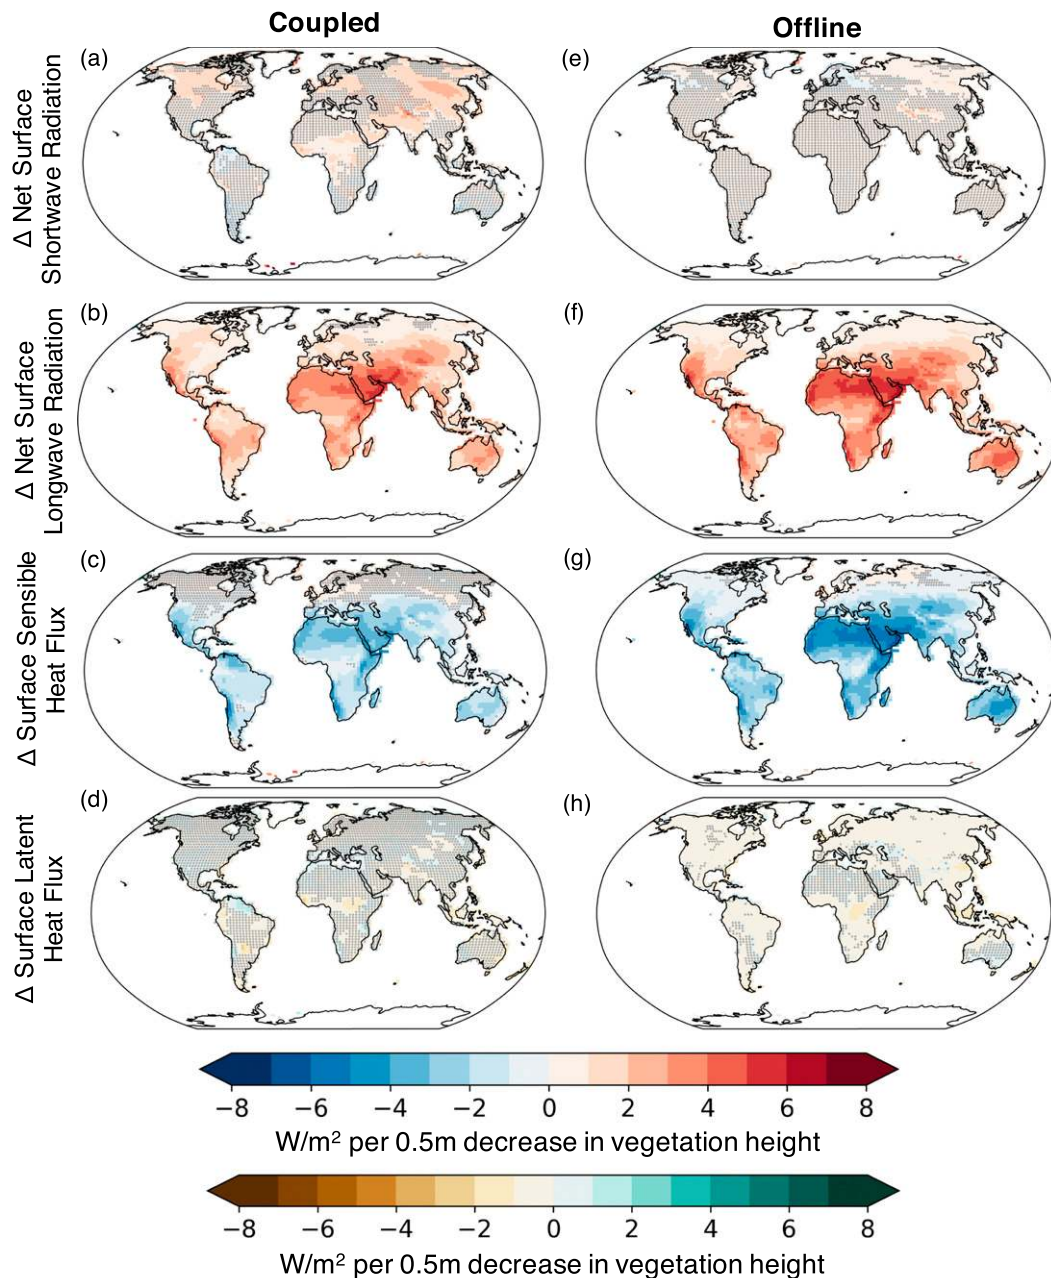 Coupled
Offline
(a)
(e)
Δ Net Surface
Shortwave Radiation
(b)
(f)
Δ Net Surface
Longwave Radiation
(c)
(g)
Δ Surface Sensible
Heat Flux
(d)
(h)
Δ Surface Latent
Heat Flux
−8 −6 −4 −2 0 2 4 6 8
W/m² per 0.5m decrease in vegetation height
−8 −6 −4 −2 0 2 4 6 8
W/m² per 0.5m decrease in vegetation height